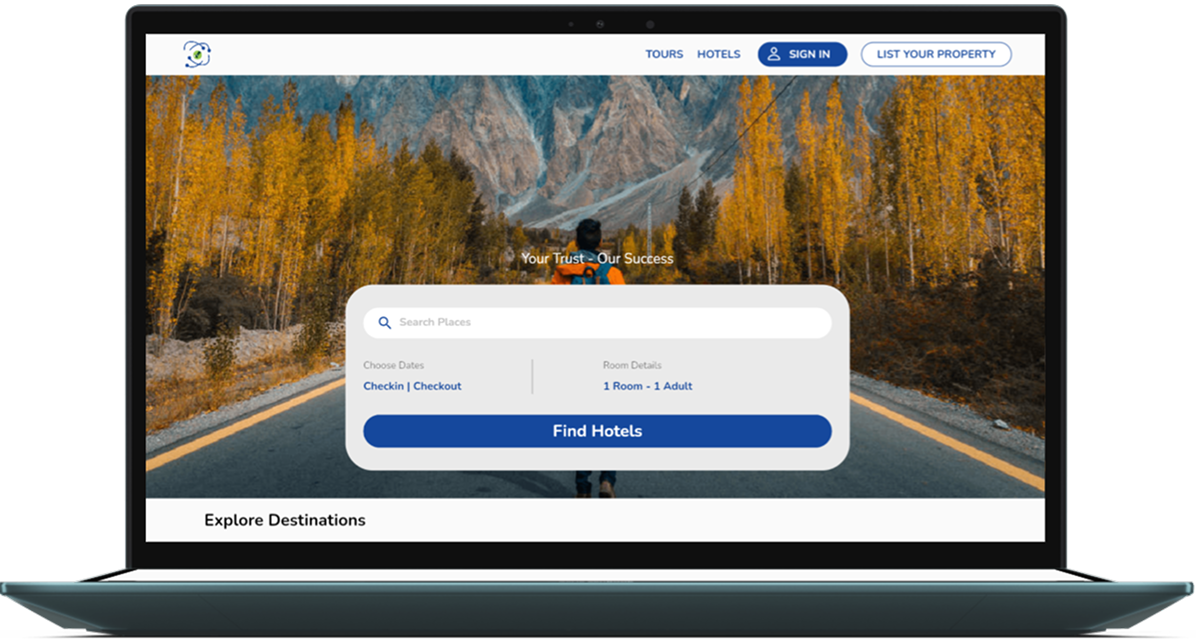 TOURS HOTELS SIGN IN LIST YOUR PROPERTY
Your Trust - Our Success
Search Places
Choose Dates Room Details
Checkin | Checkout 1 Room - 1 Adult
Find Hotels
Explore Destinations